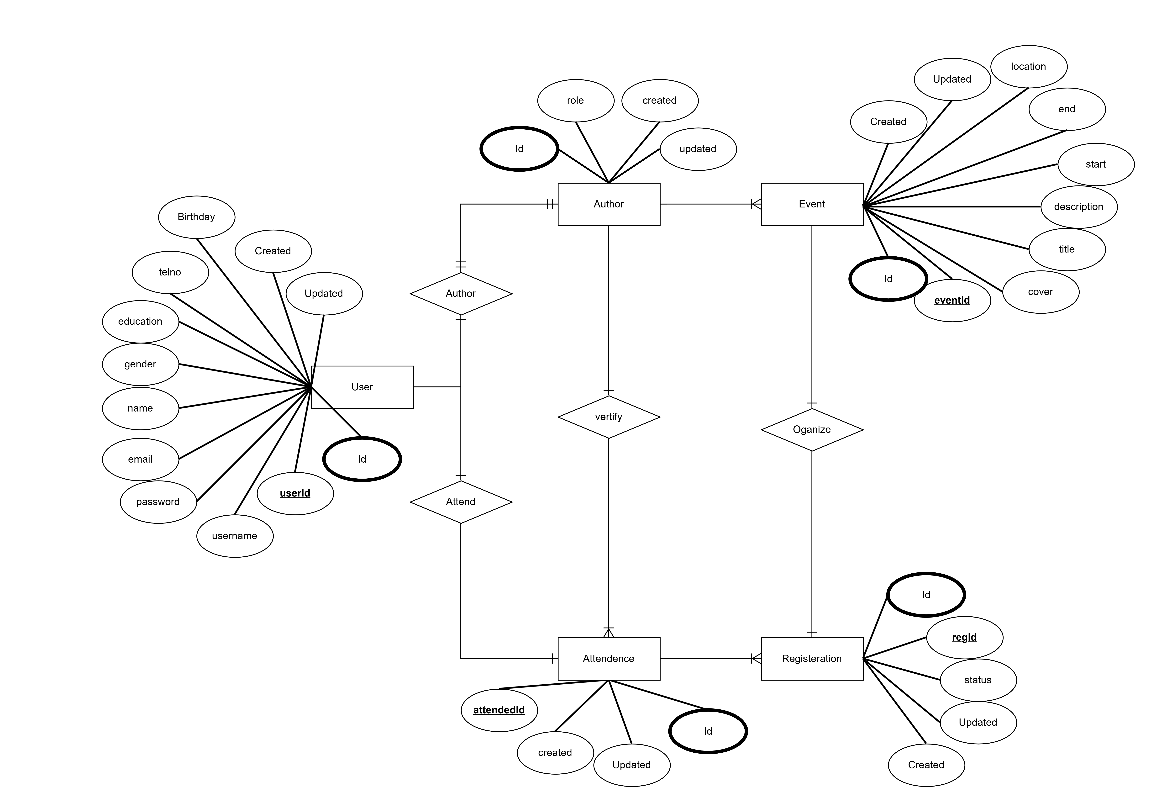 location
Updated
end
role
created
Created
Id
updated
start
Author
Event
description
Birthday
Created
title
telno
Id
Updated
Author
cover
eventId
education
gender
User
name
vertify
Oganize
email
Id
userId
password
Attend
username
Id
regId
Attendence
Registeration
status
attendedId
Updated
Id
created
Updated
Created